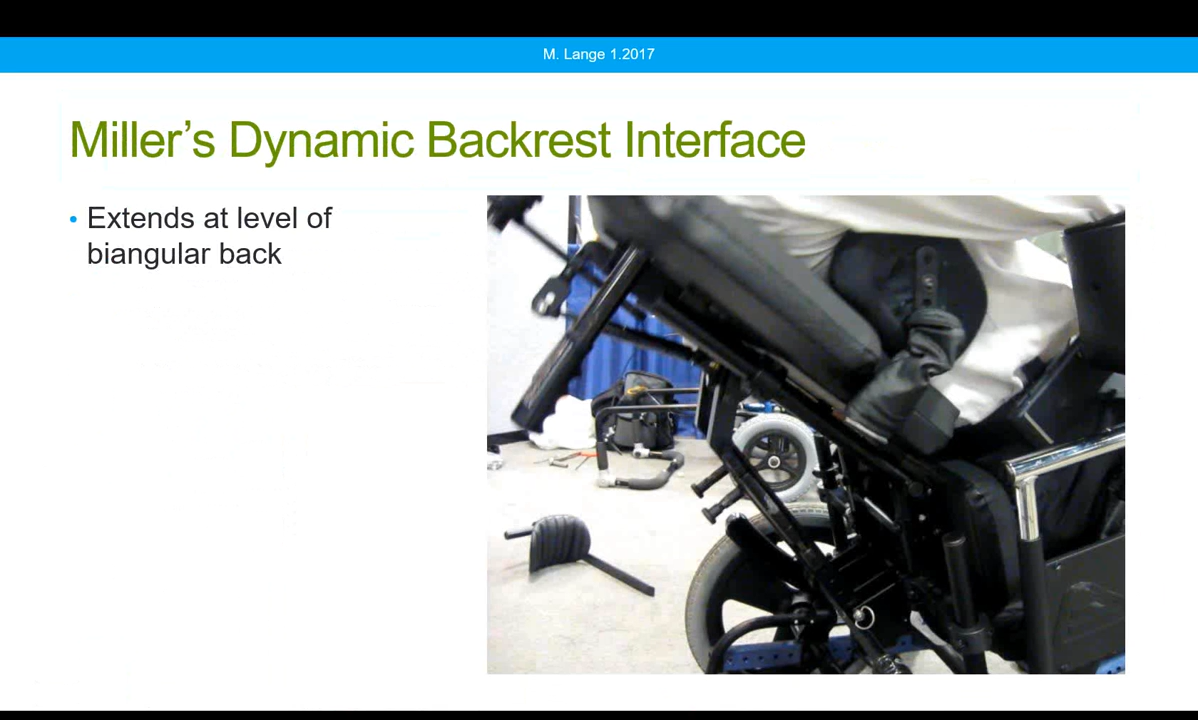 M. Lange 1.2017
Miller’s Dynamic Backrest Interface
• Extends at level of
biangular back